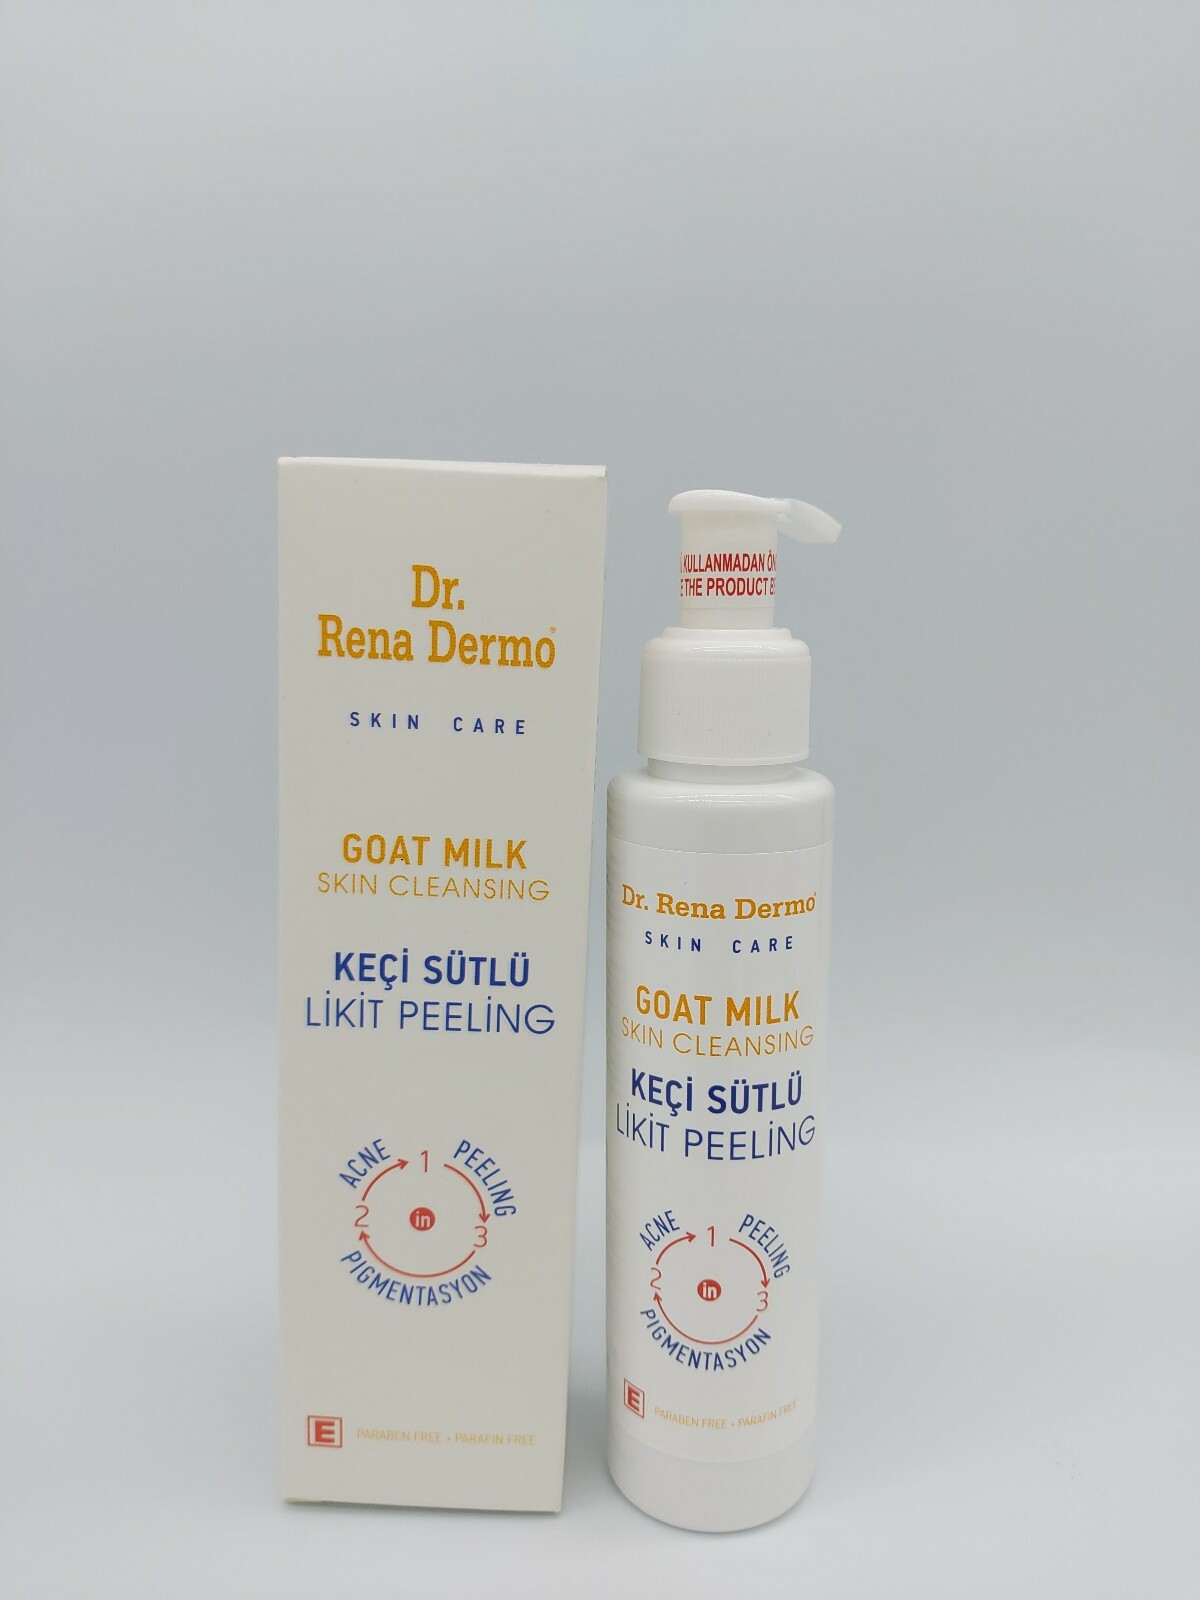 Dr.
Rena Dermo®
SKIN CARE
GOAT MILK
SKIN CLEANSING
KEÇİ SÜTLÜ
LİKİT PEELİNG
ACNE 1 PEELING
2 in 3
PIGMENTASYON
E PARABEN FREE • PARAFIN FREE
KULLANMADAN
THE PRODUCT
Dr. Rena Dermo®
SKIN CARE
GOAT MILK
SKIN CLEANSING
KEÇİ SÜTLÜ
LİKİT PEELİNG
ACNE 1 PEELING
2 in 3
PIGMENTASYON
E PARABEN FREE • PARAFIN FREE